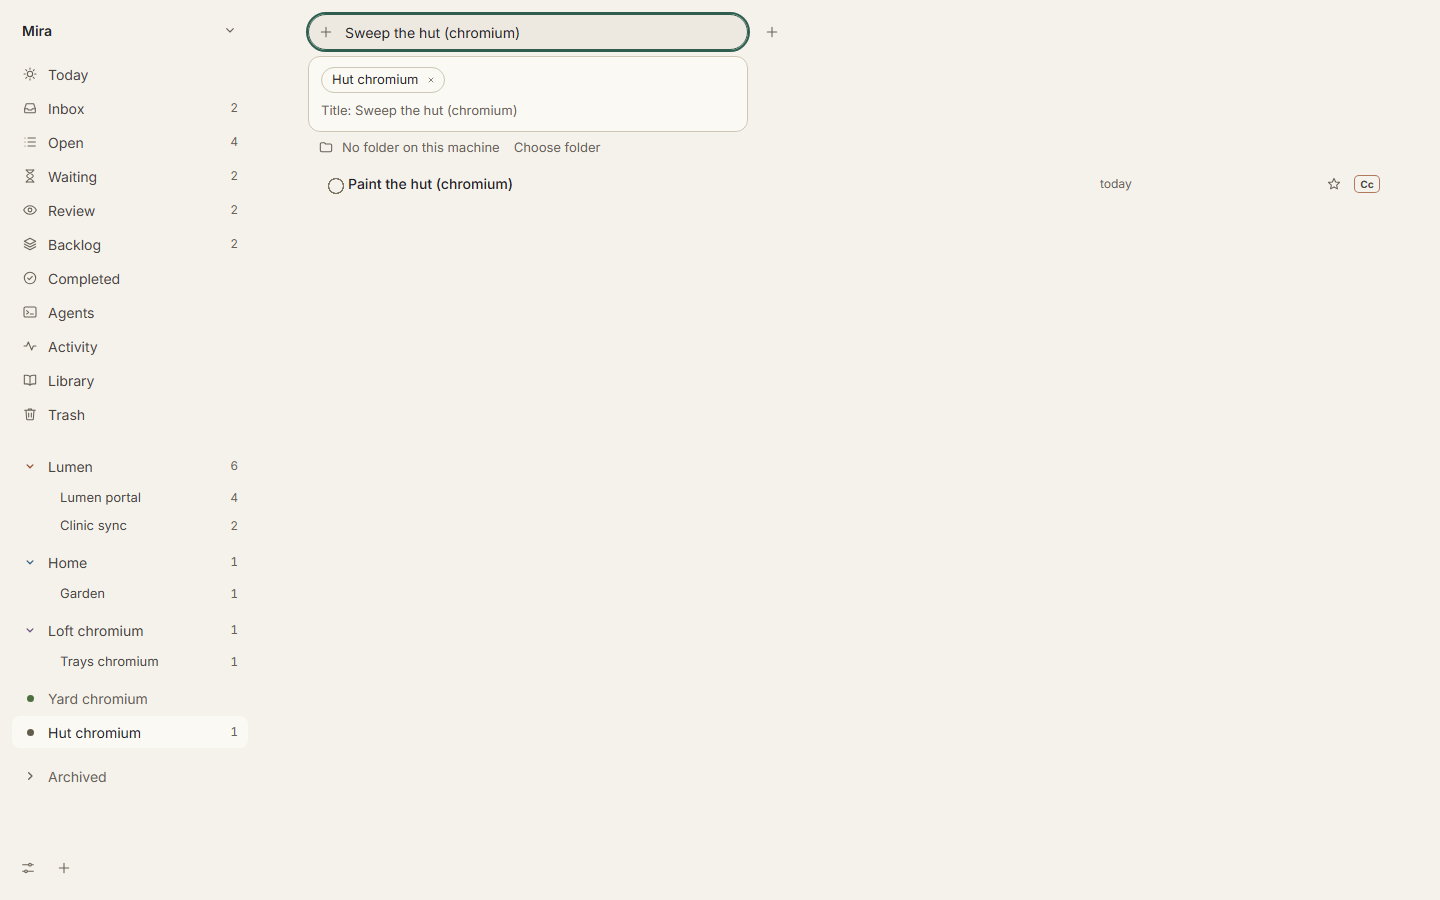 Mira
Today
Inbox 2
Open 4
Waiting 2
Review 2
Backlog 2
Completed
Agents
Activity
Library
Trash
Lumen 6
Lumen portal 4
Clinic sync 2
Home 1
Garden 1
Loft chromium 1
Trays chromium 1
Yard chromium
Hut chromium 1
Archived
Sweep the hut (chromium)
Hut chromium ×
Title: Sweep the hut (chromium)
No folder on this machine Choose folder
Paint the hut (chromium) today Cc